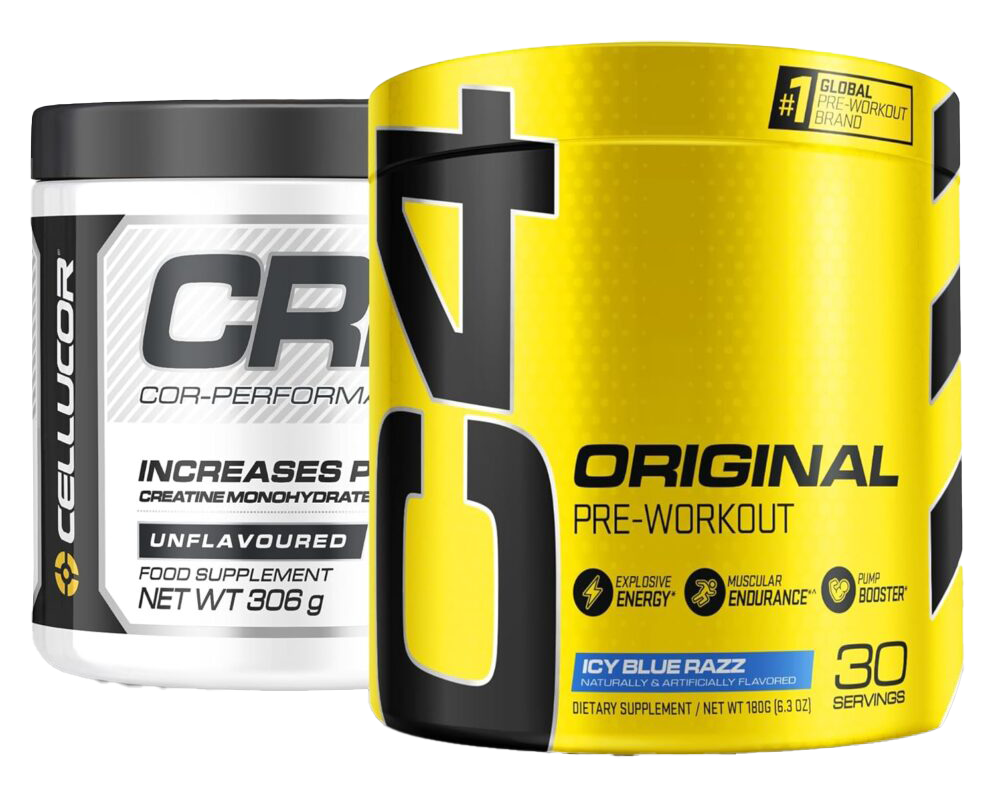 CELLUCOR®
COR-PERFORMA
INCREASES P
CREATINE MONOHYDRATE
UNFLAVOURED
FOOD SUPPLEMENT
NET WT 306 g
C4
#1 GLOBAL
PRE-WORKOUT
BRAND
ORIGINAL
PRE-WORKOUT
EXPLOSIVE
ENERGY*
MUSCULAR
ENDURANCE*^
PUMP
BOOSTER*
ICY BLUE RAZZ
NATURALLY & ARTIFICIALLY FLAVORED
30
SERVINGS
DIETARY SUPPLEMENT / NET WT 180G (6.3 OZ)